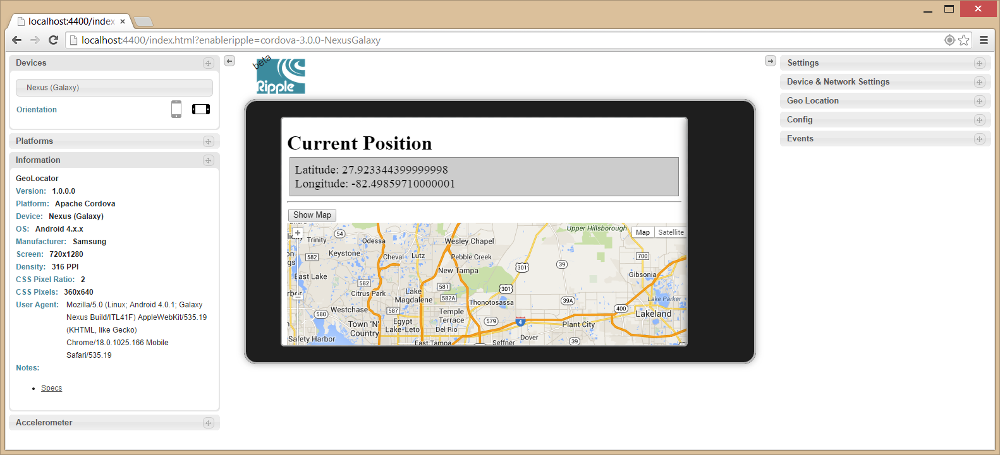 localhost:4400/index
localhost:4400/index.html?enableripple=cordova-3.0.0-NexusGalaxy
Devices
Nexus (Galaxy)
Orientation
Platforms
Information
GeoLocator
Version: 1.0.0.0
Platform: Apache Cordova
Device: Nexus (Galaxy)
OS: Android 4.x.x
Manufacturer: Samsung
Screen: 720x1280
Density: 316 PPI
CSS Pixel Ratio: 2
CSS Pixels: 360x640
User Agent: Mozilla/5.0 (Linux; Android 4.0.1; Galaxy
Nexus Build/ITL41F) AppleWebKit/535.19
(KHTML, like Gecko)
Chrome/18.0.1025.166 Mobile
Safari/535.19
Notes:
Specs
Accelerometer
beta
Ripple
Current Position
Latitude: 27.923344399999998
Longitude: -82.49859710000001
Show Map
Upper Hillsborough
Map Satellite
54
Trinity
Odessa
Wesley Chapel
Keystone
582
Cheval
Lutz
Pebble Creek
700
39
301
New Tampa
East Lake
Gibsonia
582
581
301
Citrus Park
Lake
Magdalene
582A
Thonotosassa
39A
Lake Parker
400
Westchase
587
580
Temple
Terrace
Lakeland
Town 'N'
Country
Egypt
Lake-Leto
Del Rio
579
4
Plant City
Safety Harbor
East Tampa
Seffner
Dover
39
Settings
Device & Network Settings
Geo Location
Config
Events